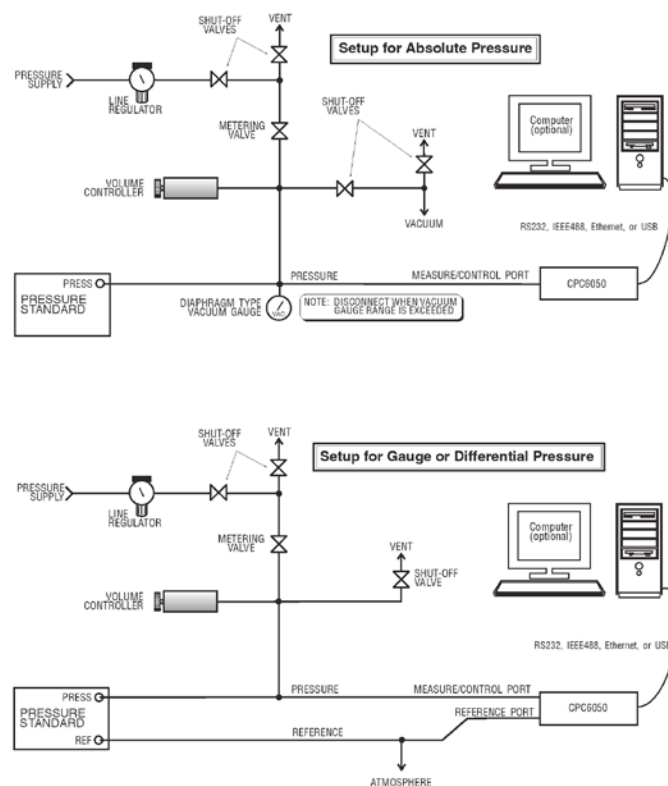 SHUT-OFF
VALVES
VENT
Setup for Absolute Pressure
PRESSURE
SUPPLY
LINE
REGULATOR
SHUT-OFF
VALVES
METERING
VALVE
VENT
Computer
(optional)
VOLUME
CONTROLLER
VACUUM
RS232, IEEE488, Ethernet, or USB
PRESS
PRESSURE
STANDARD
PRESSURE
MEASURE/CONTROL PORT
CPC6050
DIAPHRAGM TYPE
VACUUM GAUGE
VAC
NOTE: DISCONNECT WHEN VACUUM
GAUGE RANGE IS EXCEEDED
SHUT-OFF
VALVES
VENT
Setup for Gauge or Differential Pressure
PRESSURE
SUPPLY
LINE
REGULATOR
METERING
VALVE
VENT
SHUT-OFF
VALVE
Computer
(optional)
VOLUME
CONTROLLER
RS232, IEEE488, Ethernet, or USB
PRESS
PRESSURE
STANDARD
REF
PRESSURE
MEASURE/CONTROL PORT
REFERENCE PORT
CPC6050
REFERENCE
ATMOSPHERE